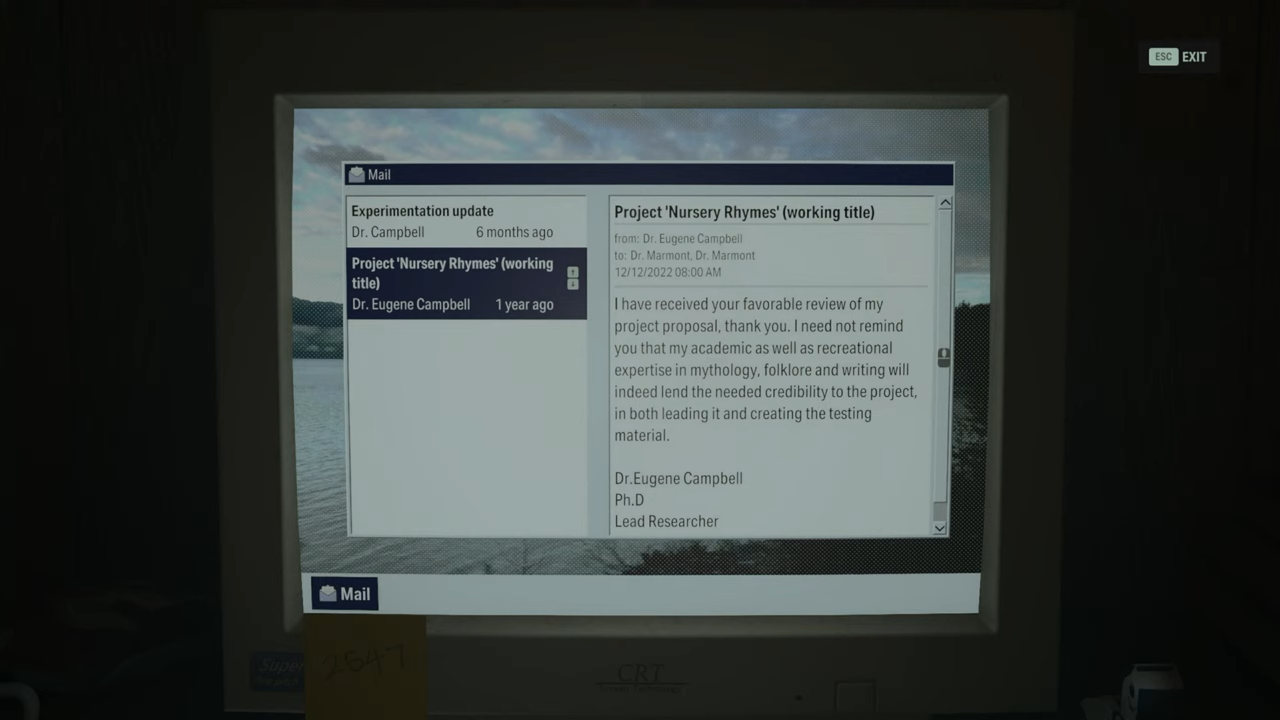 ESC EXIT
Mail
Experimentation update
Dr. Campbell 6 months ago
Project 'Nursery Rhymes' (working
title)
Dr. Eugene Campbell 1 year ago
Project 'Nursery Rhymes' (working title)
from: Dr. Eugene Campbell
to: Dr. Marmont, Dr. Marmont
12/12/2022 08:00 AM
I have received your favorable review of my
project proposal, thank you. I need not remind
you that my academic as well as recreational
expertise in mythology, folklore and writing will
indeed lend the needed credibility to the project,
in both leading it and creating the testing
material.
Dr.Eugene Campbell
Ph.D
Lead Researcher
Mail
2547
CRT